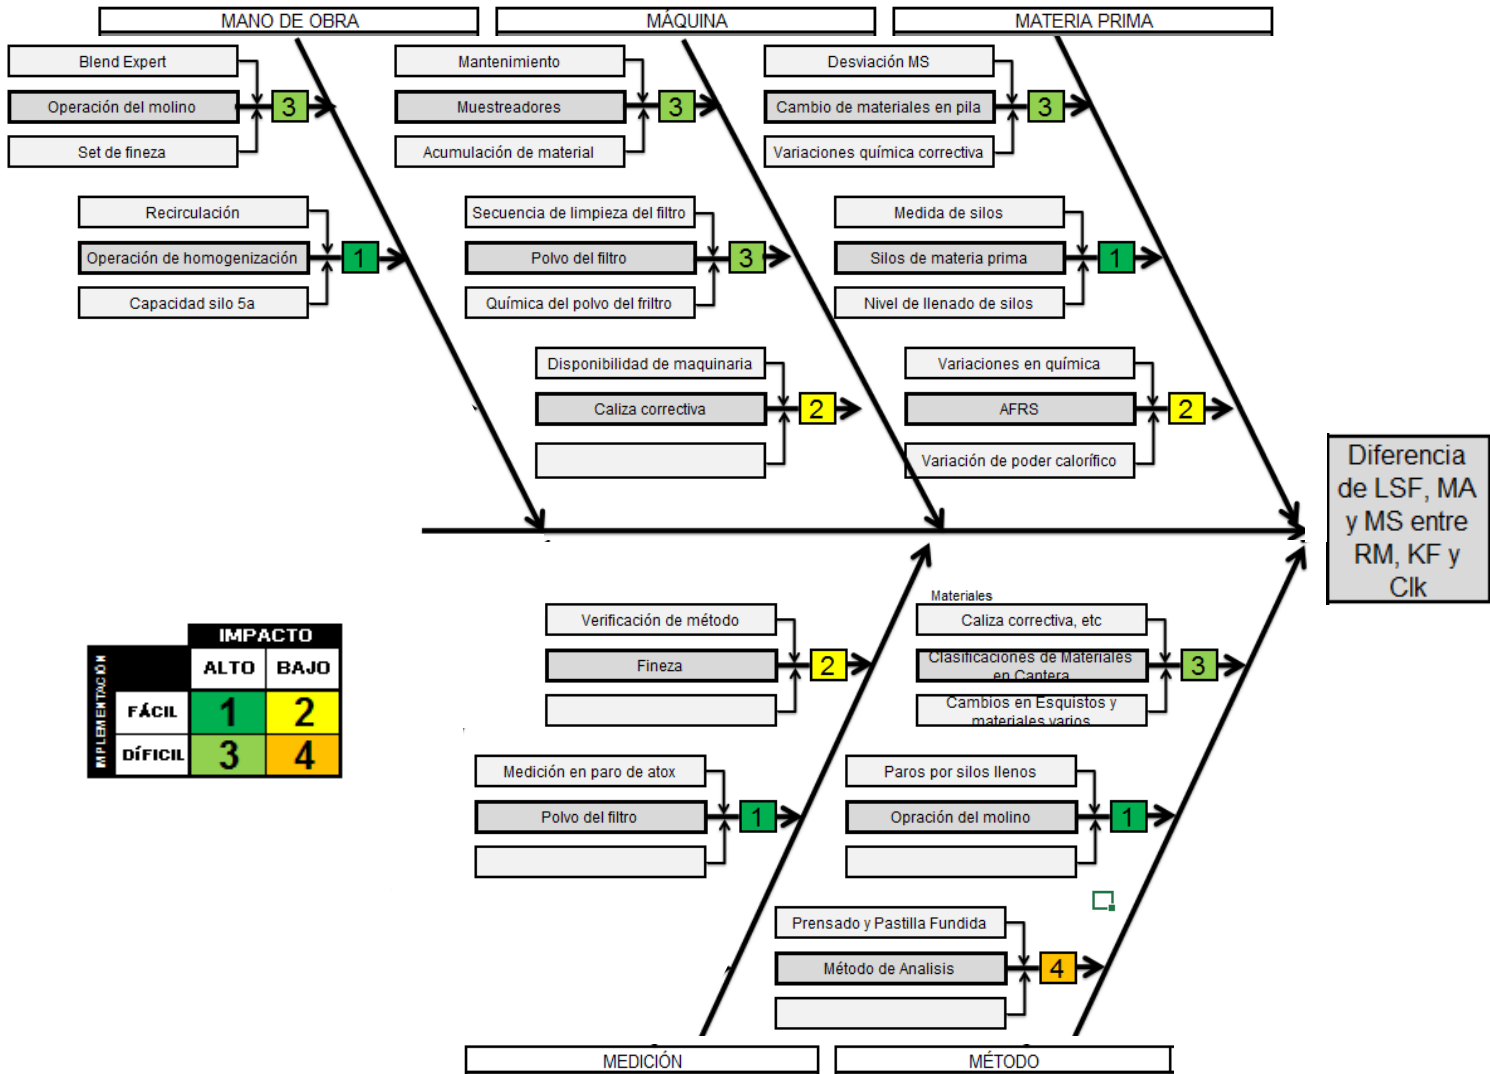 MANO DE OBRA
MÁQUINA
MATERIA PRIMA
Blend Expert
Operación del molino
3
Set de fineza
Mantenimiento
Muestreadores
3
Acumulación de material
Desviación MS
Cambio de materiales en pila
3
Variaciones química correctiva
Recirculación
Operación de homogenización
1
Capacidad silo 5a
Secuencia de limpieza del filtro
Polvo del filtro
3
Química del polvo del friltro
Medida de silos
Silos de materia prima
1
Nivel de llenado de silos
Disponibilidad de maquinaria
Caliza correctiva
2
Variaciones en química
AFRS
2
Variación de poder calorífico
Diferencia
de LSF, MA
y MS entre
RM, KF y
Clk
Verificación de método
Fineza
2
Materiales
Caliza correctiva, etc
Clasificaciones de Materiales
en Cantera
3
Cambios en Esquistos y
materiales varios
IMPACTO
IMPLEMENTACIÓN
ALTO
BAJO
FÁCIL
1
2
DÍFICIL
3
4
Medición en paro de atox
Polvo del filtro
1
Paros por silos llenos
Opración del molino
1
Prensado y Pastilla Fundida
Método de Analisis
4
MEDICIÓN
MÉTODO